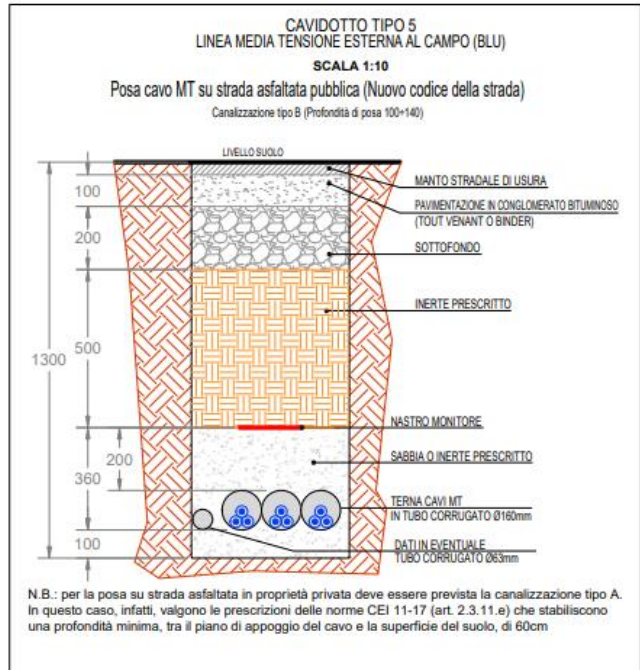 CAVIDOTTO TIPO 5
LINEA MEDIA TENSIONE ESTERNA AL CAMPO (BLU)
SCALA 1:10
Posa cavo MT su strada asfaltata pubblica (Nuovo codice della strada)
Canalizzazione tipo B (Profondità di posa 100÷140)
LIVELLO SUOLO
MANTO STRADALE DI USURA
100
PAVIMENTAZIONE IN CONGLOMERATO BITUMINOSO
(TOUT VENANT O BINDER)
200
SOTTOFONDO
INERTE PRESCRITTO
500
1300
NASTRO MONITORE
SABBIA O INERTE PRESCRITTO
200
360
TERNA CAVI MT
IN TUBO CORRUGATO Ø160mm
100
DATI IN EVENTUALE
TUBO CORRUGATO Ø63mm
N.B.: per la posa su strada asfaltata in proprietà privata deve essere prevista la canalizzazione tipo A.
In questo caso, infatti, valgono le prescrizioni delle norme CEI 11-17 (art. 2.3.11.e) che stabiliscono
una profondità minima, tra il piano di appoggio del cavo e la superficie del suolo, di 60cm